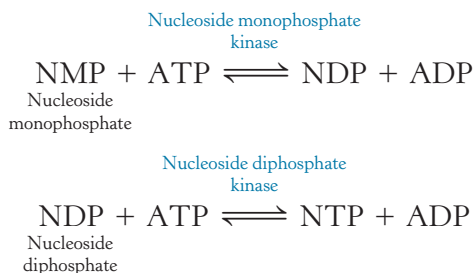 Nucleoside monophosphate
kinase
NMP + ATP ⇌ NDP + ADP
Nucleoside
monophosphate
Nucleoside diphosphate
kinase
NDP + ATP ⇌ NTP + ADP
Nucleoside
diphosphate